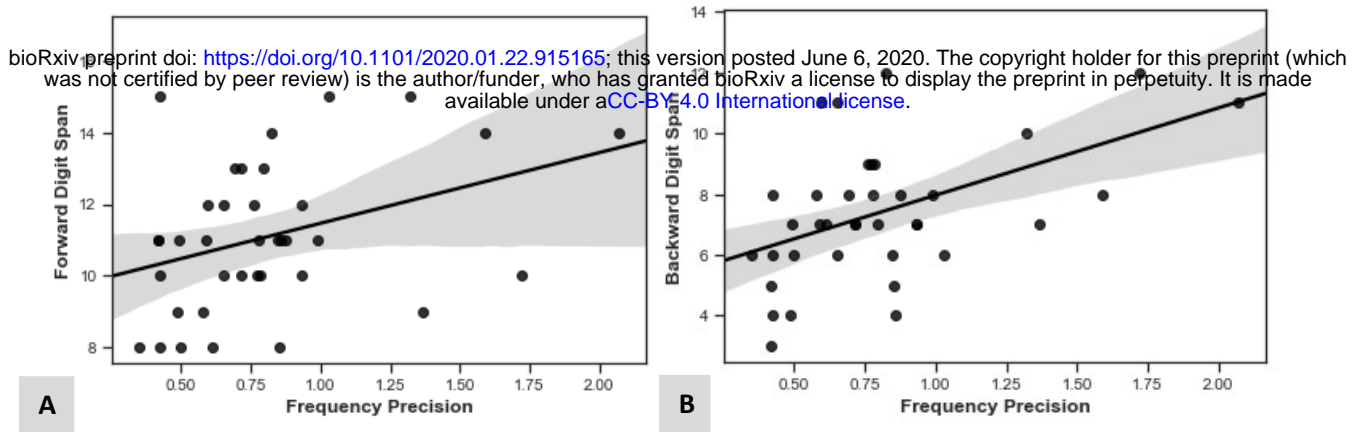 bioRxiv preprint doi: https://doi.org/10.1101/2020.01.22.915165; this version posted June 6, 2020. The copyright holder for this preprint (which
was not certified by peer review) is the author/funder, who has granted bioRxiv a license to display the preprint in perpetuity. It is made
available under aCC-BY 4.0 International license.
Forward Digit Span
14
12
10
8
0.50 0.75 1.00 1.25 1.50 1.75 2.00
Frequency Precision
A
Backward Digit Span
14
12
10
8
6
4
0.50 0.75 1.00 1.25 1.50 1.75 2.00
Frequency Precision
B